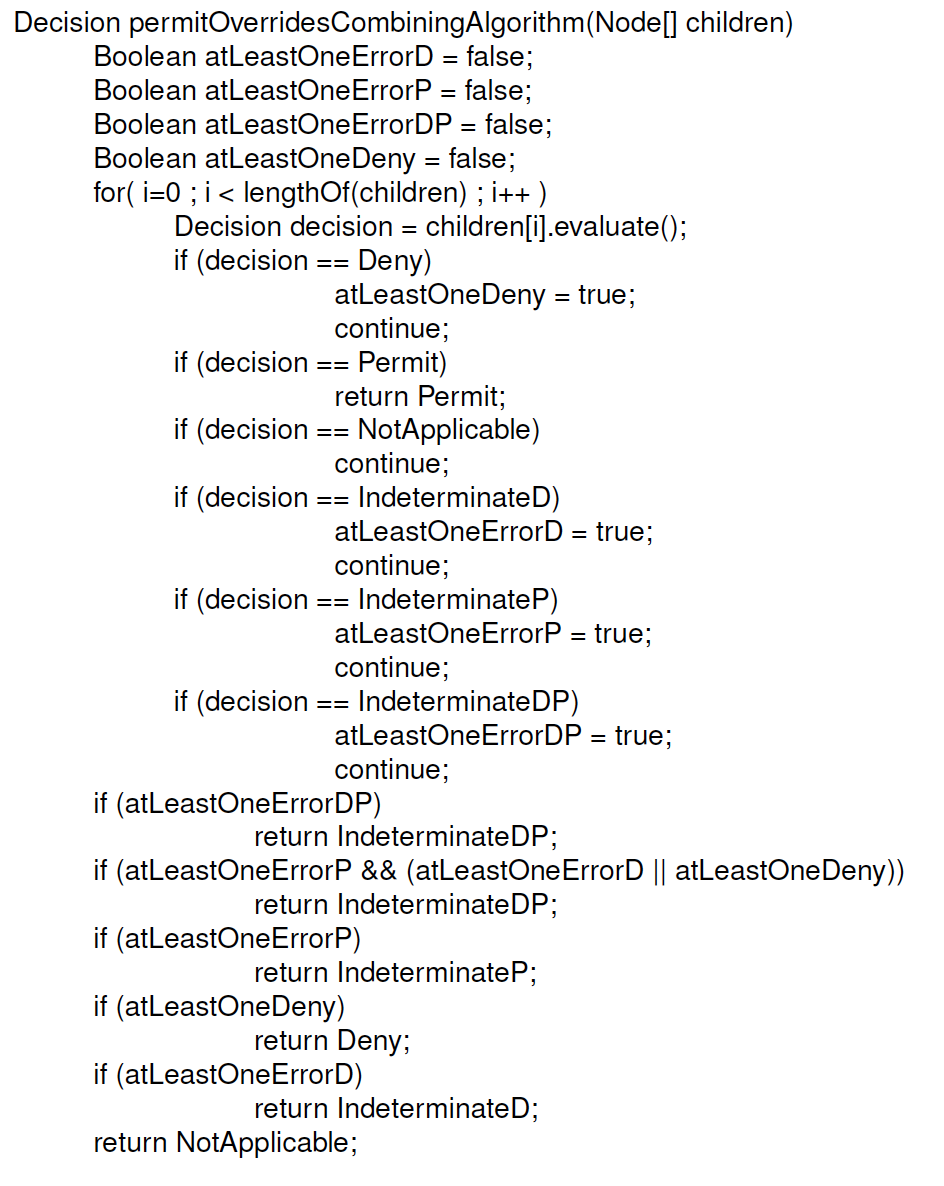 Decision permitOverridesCombiningAlgorithm(Node[] children)
Boolean atLeastOneErrorD = false;
Boolean atLeastOneErrorP = false;
Boolean atLeastOneErrorDP = false;
Boolean atLeastOneDeny = false;
for( i=0 ; i < lengthOf(children) ; i++ )
Decision decision = children[i].evaluate();
if (decision == Deny)
atLeastOneDeny = true;
continue;
if (decision == Permit)
return Permit;
if (decision == NotApplicable)
continue;
if (decision == IndeterminateD)
atLeastOneErrorD = true;
continue;
if (decision == IndeterminateP)
atLeastOneErrorP = true;
continue;
if (decision == IndeterminateDP)
atLeastOneErrorDP = true;
continue;
if (atLeastOneErrorDP)
return IndeterminateDP;
if (atLeastOneErrorP && (atLeastOneErrorD || atLeastOneDeny))
return IndeterminateDP;
if (atLeastOneErrorP)
return IndeterminateP;
if (atLeastOneDeny)
return Deny;
if (atLeastOneErrorD)
return IndeterminateD;
return NotApplicable;